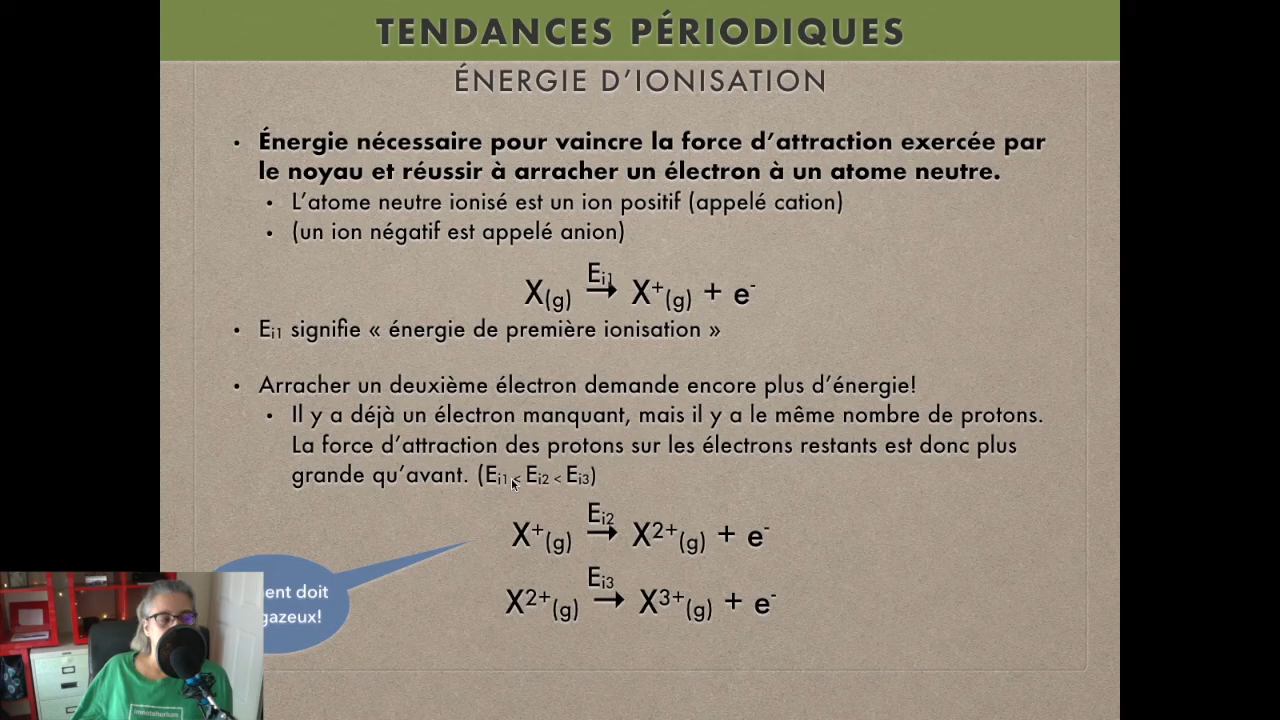 TENDANCES PÉRIODIQUES
ÉNERGIE D’IONISATION
• Énergie nécessaire pour vaincre la force d’attraction exercée par
le noyau et réussir à arracher un électron à un atome neutre.
• L’atome neutre ionisé est un ion positif (appelé cation)
• (un ion négatif est appelé anion)
Ei1
X(g) → X+(g) + e-
• Ei1 signifie « énergie de première ionisation »
• Arracher un deuxième électron demande encore plus d’énergie!
• Il y a déjà un électron manquant, mais il y a le même nombre de protons.
La force d’attraction des protons sur les électrons restants est donc plus
grande qu’avant. (Ei1 < Ei2 < Ei3)
Ei2
X+(g) → X2+(g) + e-
Ei3
X2+(g) → X3+(g) + e-
doit
gazeux!